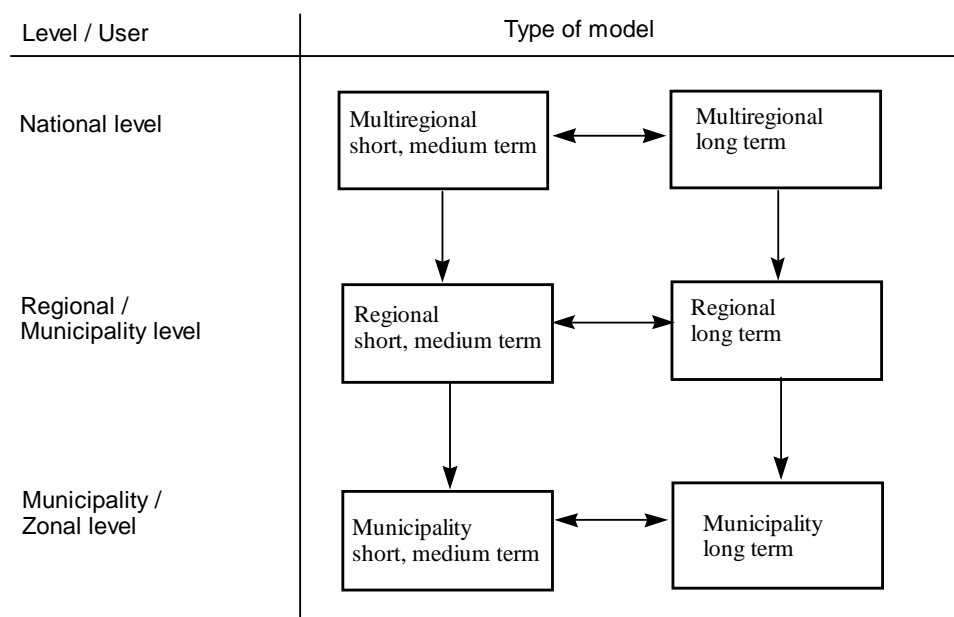 Level / User
Type of model
National level
Multiregional
short, medium term
Multiregional
long term
Regional /
Municipality level
Regional
short, medium term
Regional
long term
Municipality /
Zonal level
Municipality
short, medium term
Municipality
long term